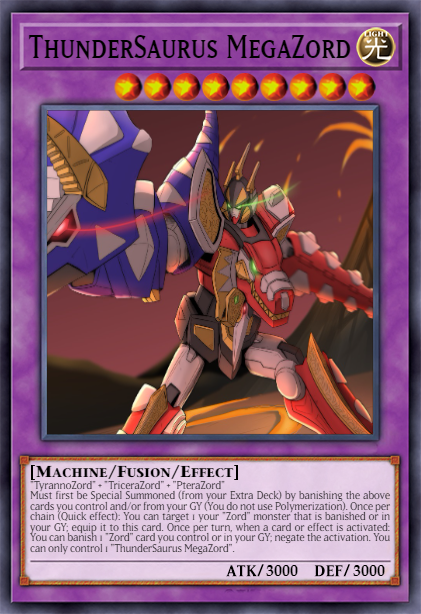 ThunderSaurus MegaZord
LIGHT
光
[Machine/Fusion/Effect]
"TyrannoZord" + "TriceraZord" + "PteraZord"
Must first be Special Summoned (from your Extra Deck) by banishing the above
cards you control and/or from your GY (You do not use Polymerization). Once per
chain (Quick effect): You can target 1 your "Zord" monster that is banished or in
your GY; equip it to this card. Once per turn, when a card or effect is activated:
You can banish 1 "Zord" card you control or in your GY; negate the activation. You
can only control 1 "ThunderSaurus MegaZord".
ATK/3000 DEF/3000